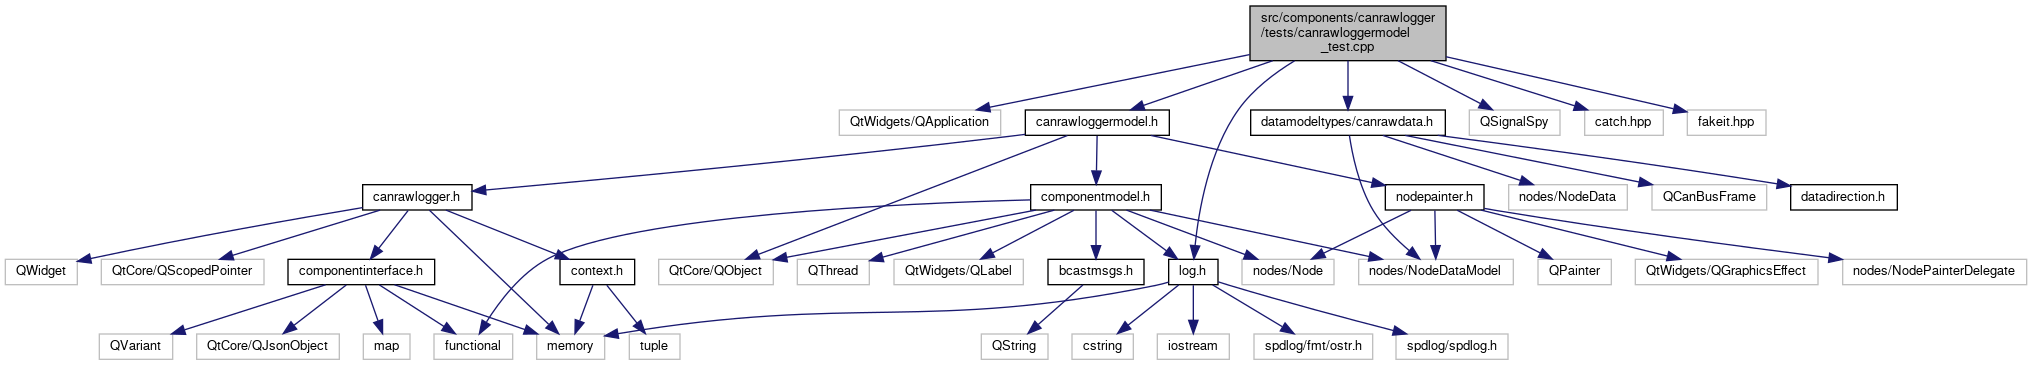 src/components/canrawlogger
/tests/canrawloggermodel
_test.cpp
QtWidgets/QApplication
canrawloggermodel.h
datamodeltypes/canrawdata.h
QSignalSpy
catch.hpp
fakeit.hpp
canrawlogger.h
componentmodel.h
nodepainter.h
nodes/NodeData
QCanBusFrame
datadirection.h
QWidget
QtCore/QScopedPointer
componentinterface.h
context.h
QtCore/QObject
QThread
QtWidgets/QLabel
bcastmsgs.h
log.h
nodes/Node
nodes/NodeDataModel
QPainter
QtWidgets/QGraphicsEffect
nodes/NodePainterDelegate
QVariant
QtCore/QJsonObject
map
functional
memory
tuple
QString
cstring
iostream
spdlog/fmt/ostr.h
spdlog/spdlog.h